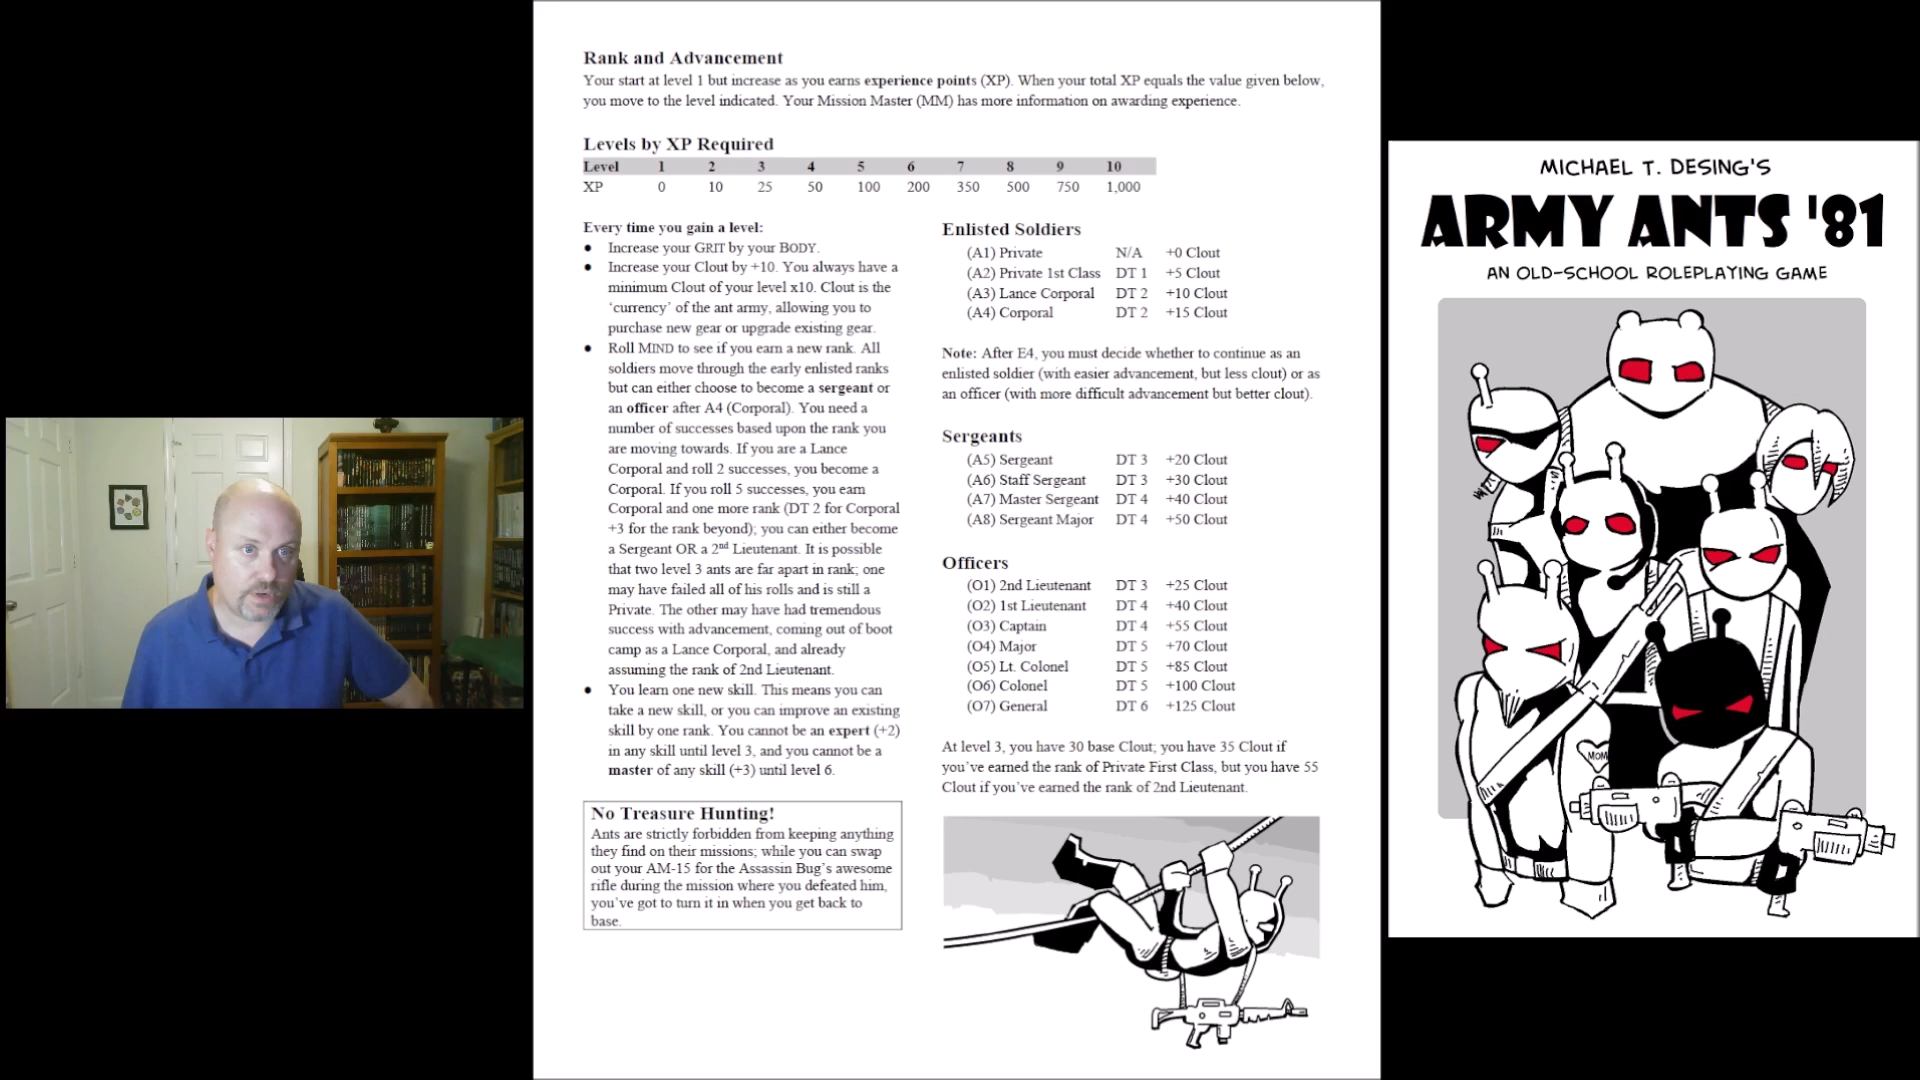 Rank and Advancement
Your start at level 1 but increase as you earns experience points (XP). When your total XP equals the value given below,
you move to the level indicated. Your Mission Master (MM) has more information on awarding experience.
Levels by XP Required
Level 1 2 3 4 5 6 7 8 9 10
XP 0 10 25 50 100 200 350 500 750 1,000
Every time you gain a level:
● Increase your GRIT by your BODY.
● Increase your Clout by +10. You always have a
minimum Clout of your level x10. Clout is the
‘currency’ of the ant army, allowing you to
purchase new gear or upgrade existing gear.
● Roll MIND to see if you earn a new rank. All
soldiers move through the early enlisted ranks
but can either choose to become a sergeant or
an officer after A4 (Corporal). You need a
number of successes based upon the rank you
are moving towards. If you are a Lance
Corporal and roll 2 successes, you become a
Corporal. If you roll 5 successes, you earn
Corporal and one more rank (DT 2 for Corporal
+3 for the rank beyond); you can either become
a Sergeant OR a 2nd Lieutenant. It is possible
that two level 3 ants are far apart in rank; one
may have failed all of his rolls and is still a
Private. The other may have had tremendous
success with advancement, coming out of boot
camp as a Lance Corporal, and already
assuming the rank of 2nd Lieutenant.
● You learn one new skill. This means you can
take a new skill, or you can improve an existing
skill by one rank. You cannot be an expert (+2)
in any skill until level 3, and you cannot be a
master of any skill (+3) until level 6.
No Treasure Hunting!
Ants are strictly forbidden from keeping anything
they find on their missions; while you can swap
out your AM-15 for the Assassin Bug’s awesome
rifle during the mission where you defeated him,
you’ve got to turn it in when you get back to
base.
Enlisted Soldiers
(A1) Private N/A +0 Clout
(A2) Private 1st Class DT 1 +5 Clout
(A3) Lance Corporal DT 2 +10 Clout
(A4) Corporal DT 2 +15 Clout
Note: After E4, you must decide whether to continue as an
enlisted soldier (with easier advancement, but less clout) or as
an officer (with more difficult advancement but better clout).
Sergeants
(A5) Sergeant DT 3 +20 Clout
(A6) Staff Sergeant DT 3 +30 Clout
(A7) Master Sergeant DT 4 +40 Clout
(A8) Sergeant Major DT 4 +50 Clout
Officers
(O1) 2nd Lieutenant DT 3 +25 Clout
(O2) 1st Lieutenant DT 4 +40 Clout
(O3) Captain DT 4 +55 Clout
(O4) Major DT 5 +70 Clout
(O5) Lt. Colonel DT 5 +85 Clout
(O6) Colonel DT 5 +100 Clout
(O7) General DT 6 +125 Clout
At level 3, you have 30 base Clout; you have 35 Clout if
you’ve earned the rank of Private First Class, but you have 55
Clout if you’ve earned the rank of 2nd Lieutenant.
MICHAEL T. DESING'S
ARMY ANTS '81
AN OLD-SCHOOL ROLEPLAYING GAME
MOM